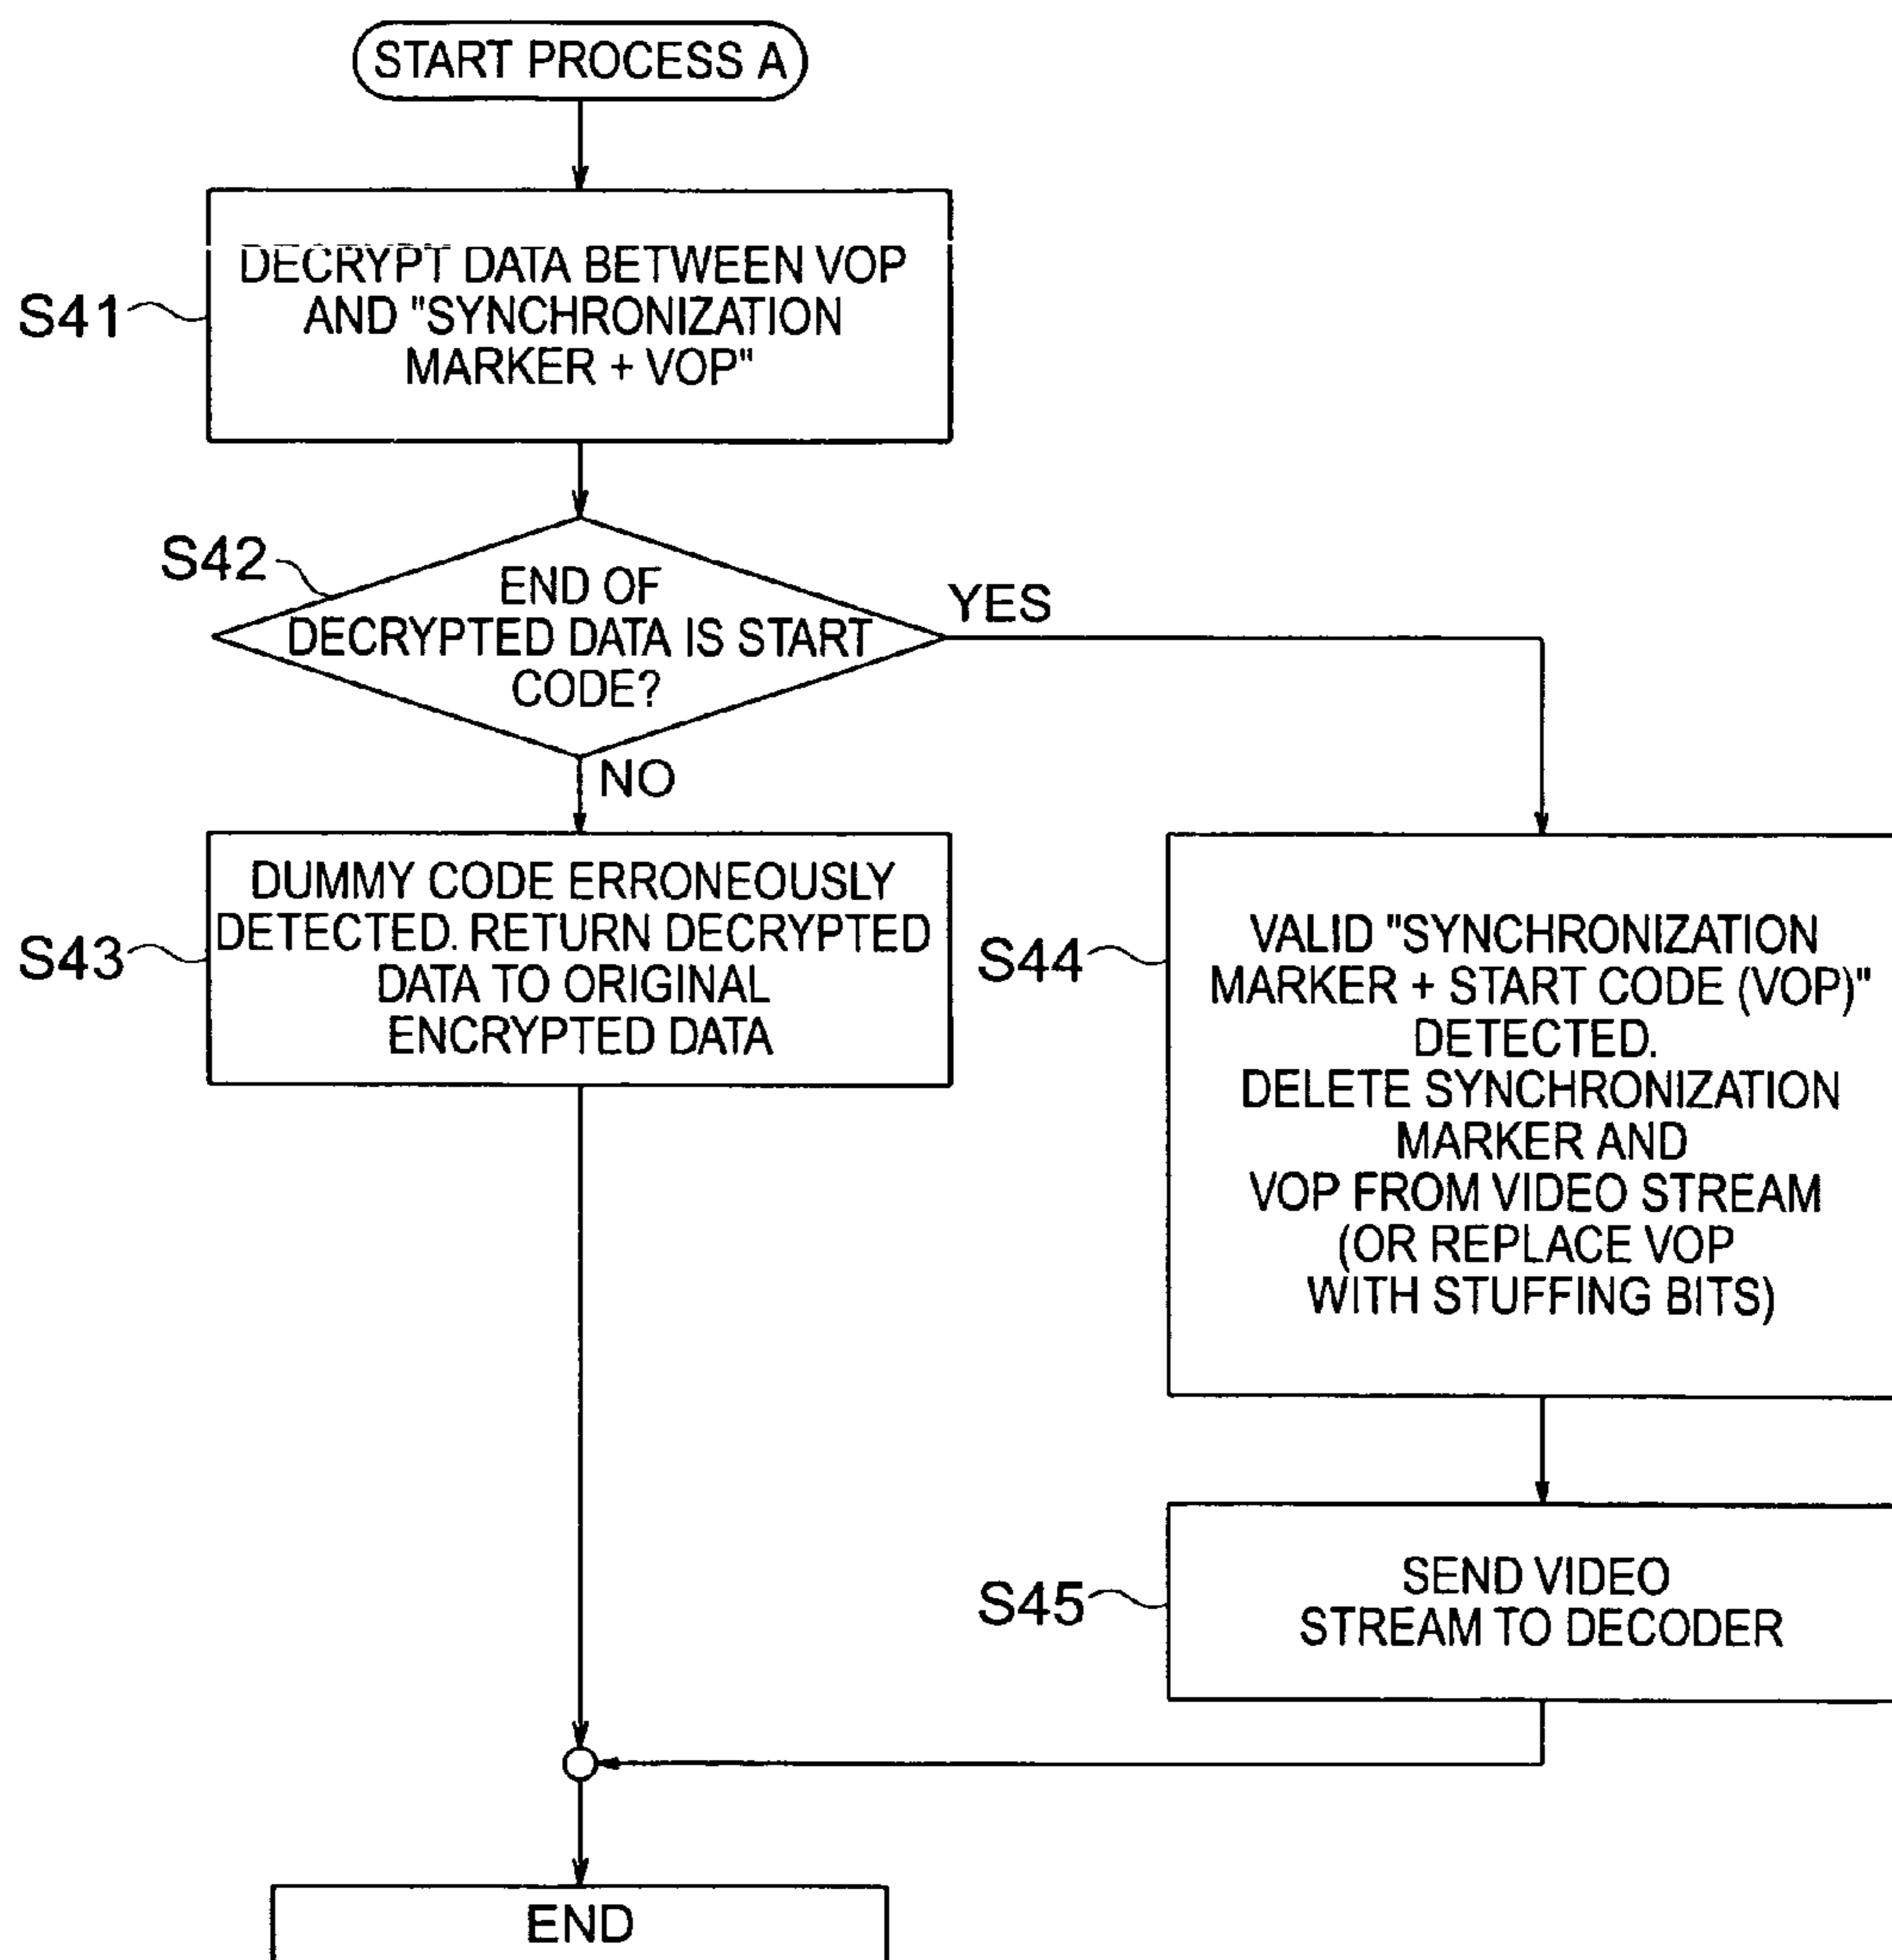 START PROCESS A
S41
DECRYPT DATA BETWEEN VOP
AND "SYNCHRONIZATION
MARKER + VOP"
S42
END OF
DECRYPTED DATA IS START
CODE?
YES
NO
S43
DUMMY CODE ERRONEOUSLY
DETECTED. RETURN DECRYPTED
DATA TO ORIGINAL
ENCRYPTED DATA
S44
VALID "SYNCHRONIZATION
MARKER + START CODE (VOP)"
DETECTED.
DELETE SYNCHRONIZATION
MARKER AND
VOP FROM VIDEO STREAM
(OR REPLACE VOP
WITH STUFFING BITS)
S45
SEND VIDEO
STREAM TO DECODER
END